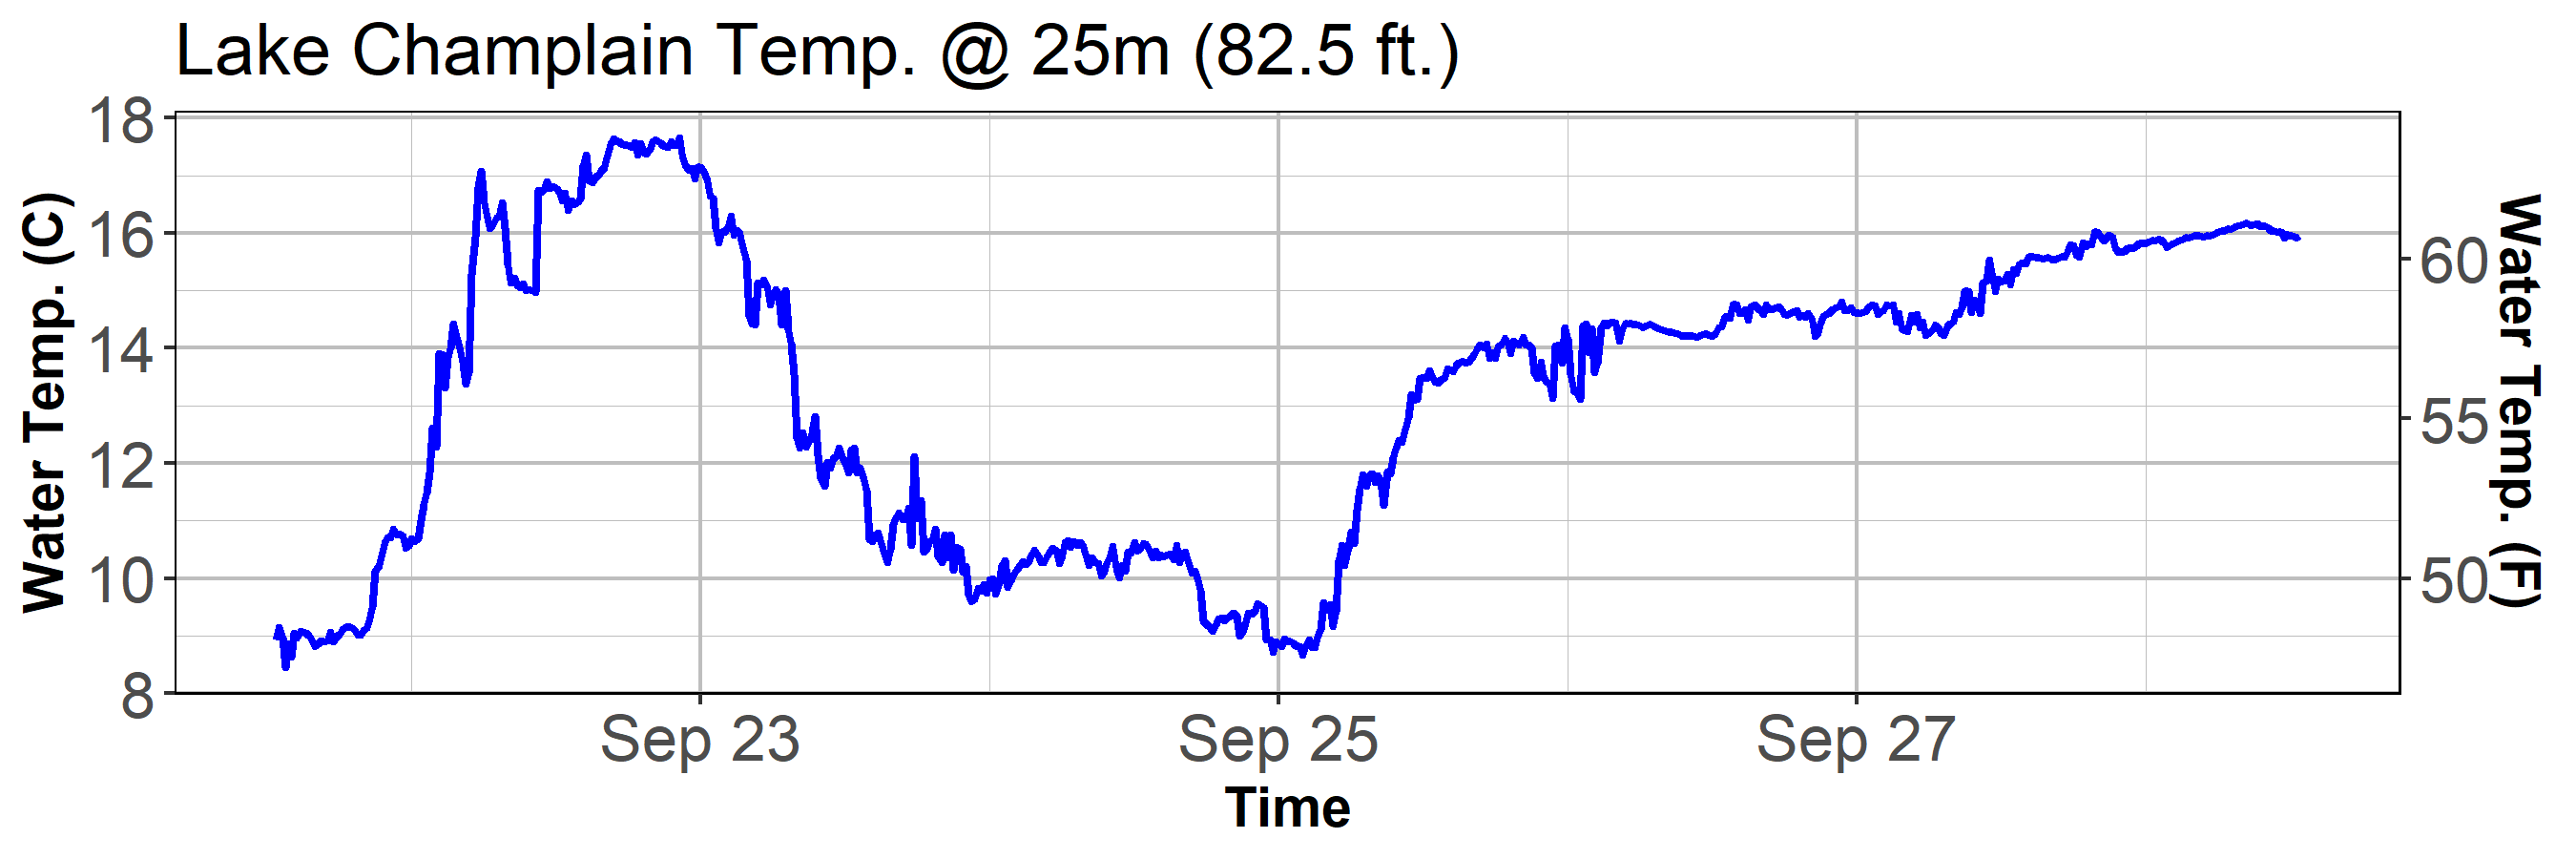 Lake Champlain Temp. @ 25m (82.5 ft.)
Water Temp. (C)
18
16
14
12
10
8
60
55
50
Water Temp. (F)
Sep 23 Sep 25 Sep 27
Time